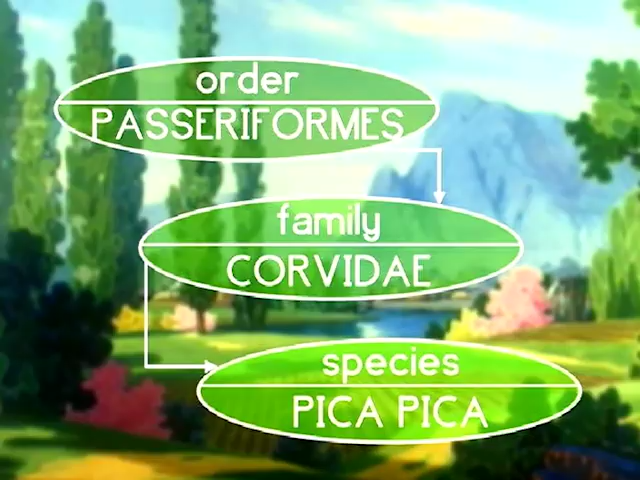 order
PASSERIFORMES
family
CORVIDAE
species
PICA PICA